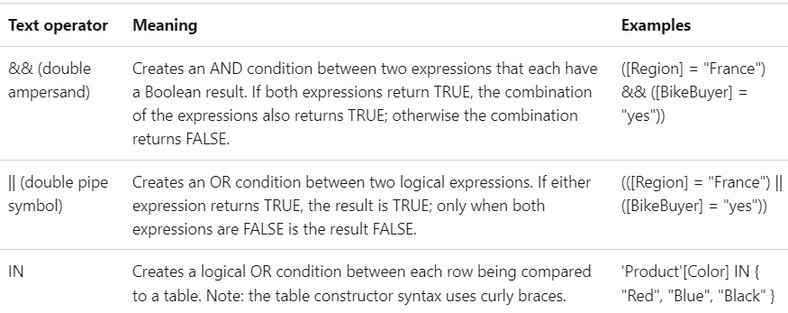 Text operator Meaning Examples
&& (double Creates an AND condition between two expressions that each have ([Region] = "France")
ampersand) a Boolean result. If both expressions return TRUE, the combination && ([BikeBuyer] =
of the expressions also returns TRUE; otherwise the combination "yes"))
returns FALSE.
|| (double pipe Creates an OR condition between two logical expressions. If either (([Region] = "France") ||
symbol) expression returns TRUE, the result is TRUE; only when both ([BikeBuyer] = "yes"))
expressions are FALSE is the result FALSE.
IN Creates a logical OR condition between each row being compared 'Product'[Color] IN {
to a table. Note: the table constructor syntax uses curly braces. "Red", "Blue", "Black" }